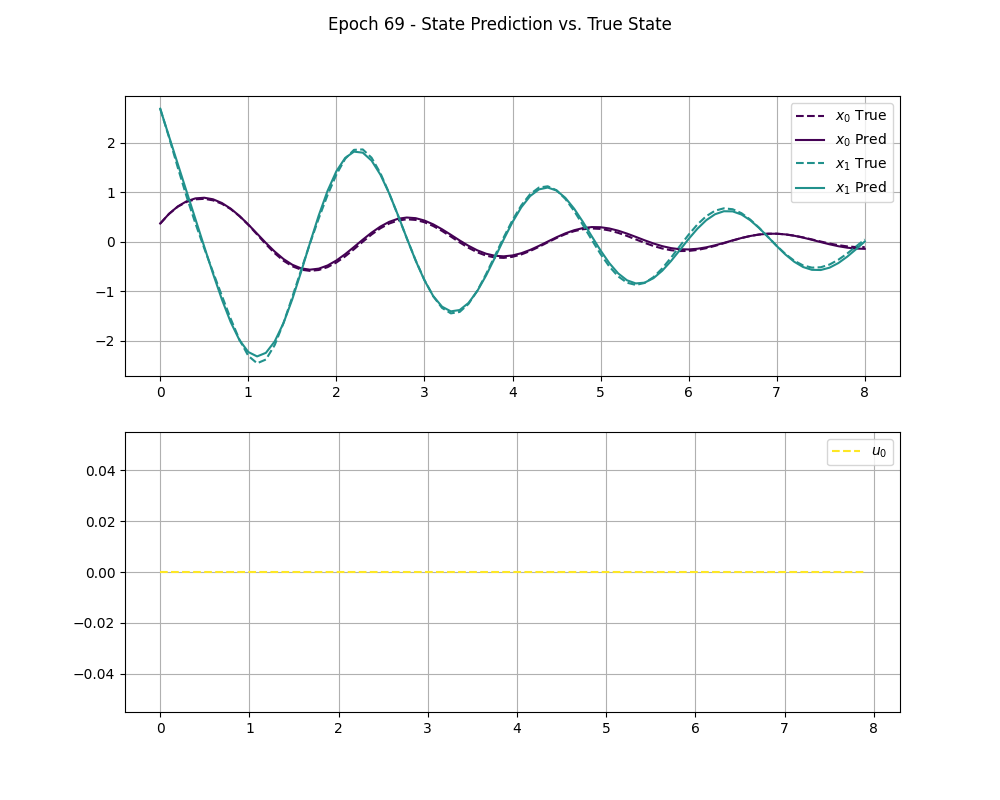 Epoch 69 - State Prediction vs. True State
x₀ True
x₀ Pred
x₁ True
x₁ Pred
2
1
0
−1
−2
0 1 2 3 4 5 6 7 8
u₀
0.04
0.02
0.00
−0.02
−0.04
0 1 2 3 4 5 6 7 8